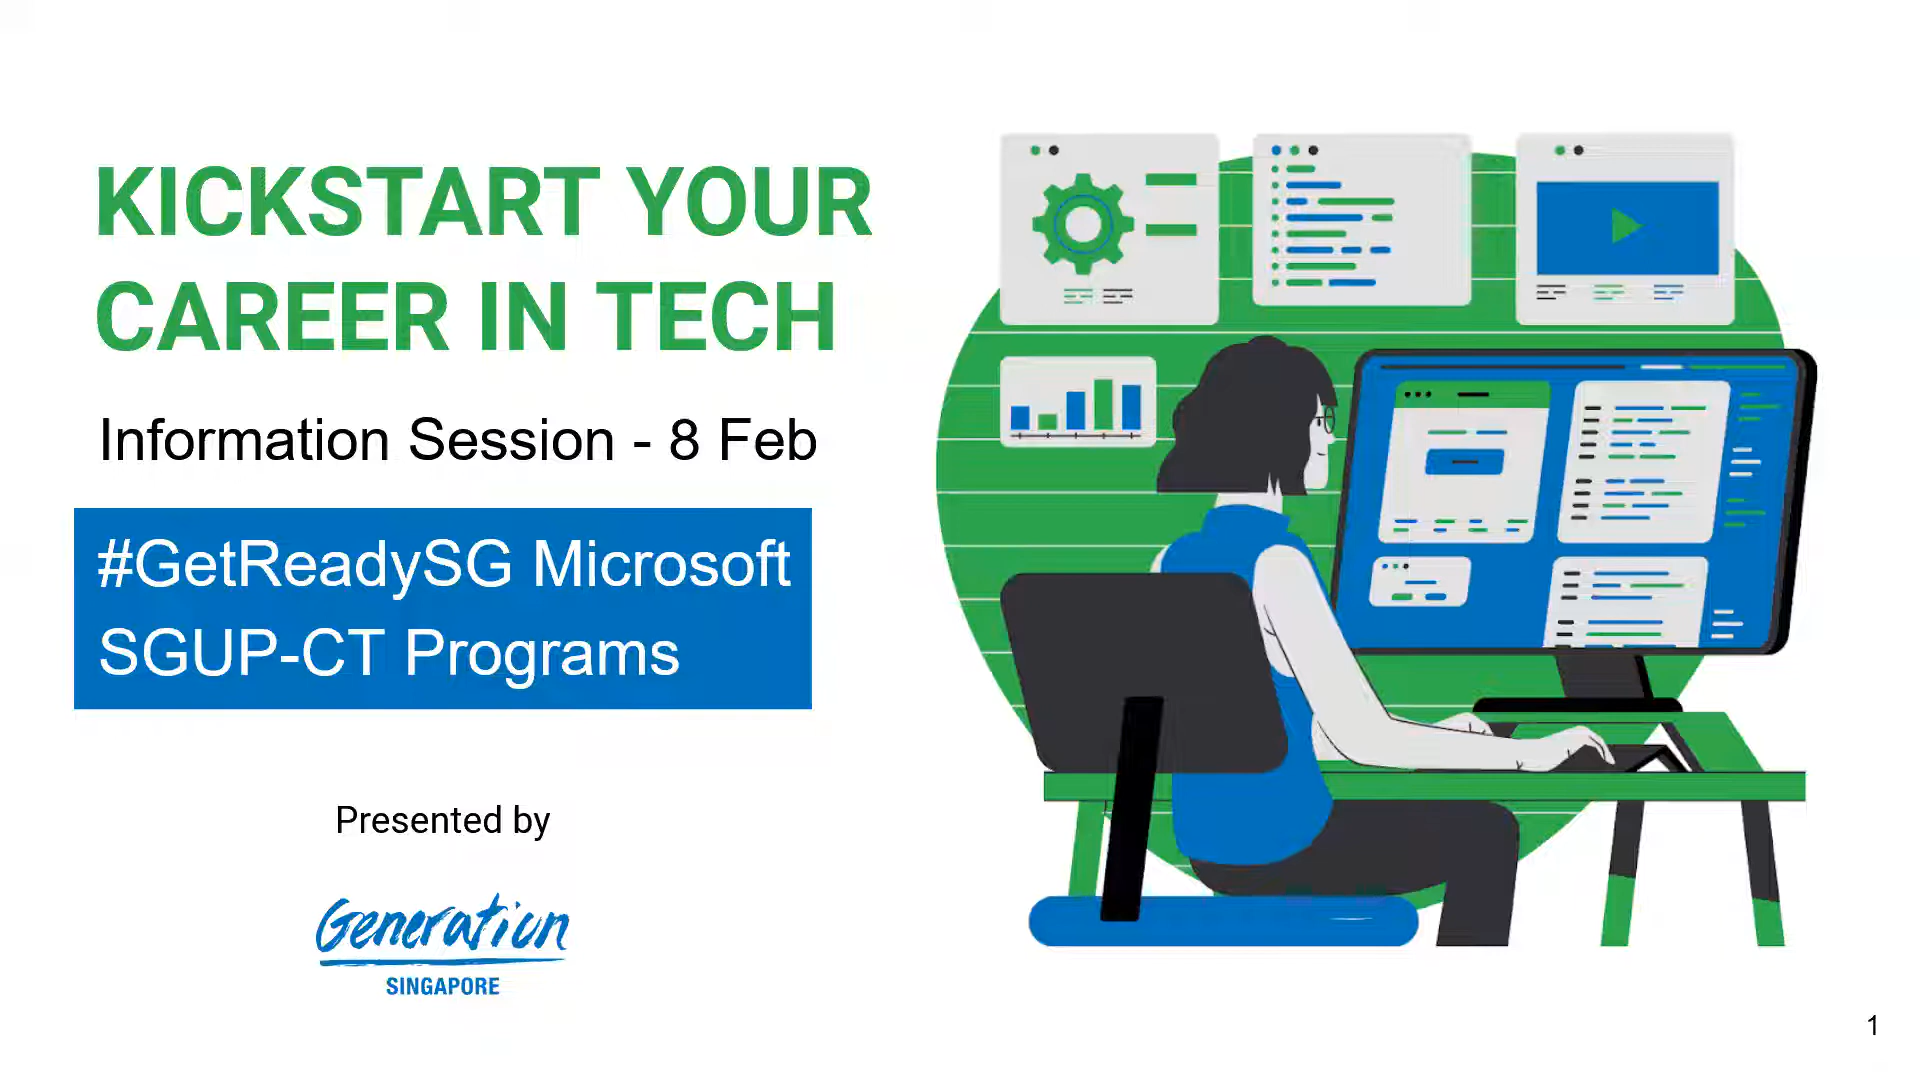 KICKSTART YOUR
CAREER IN TECH
Information Session - 8 Feb
#GetReadySG Microsoft
SGUP-CT Programs
Presented by
Generation
SINGAPORE
1